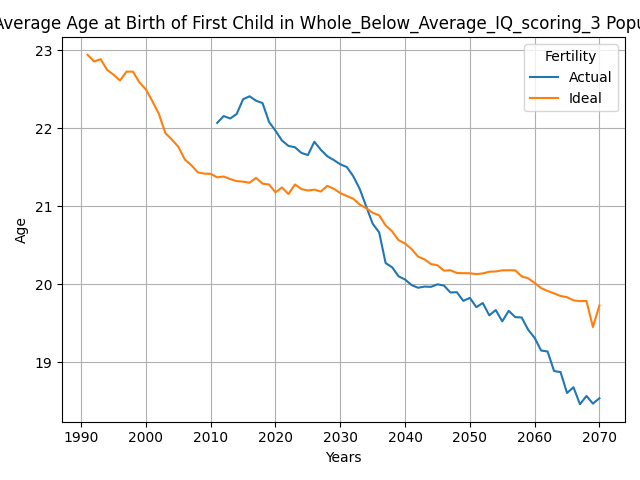 Average Age at Birth of First Child in Whole_Below_Average_IQ_scoring_3 Popu
Fertility
Actual
Ideal
23
22
21
20
19
Age
1990 2000 2010 2020 2030 2040 2050 2060 2070
Years